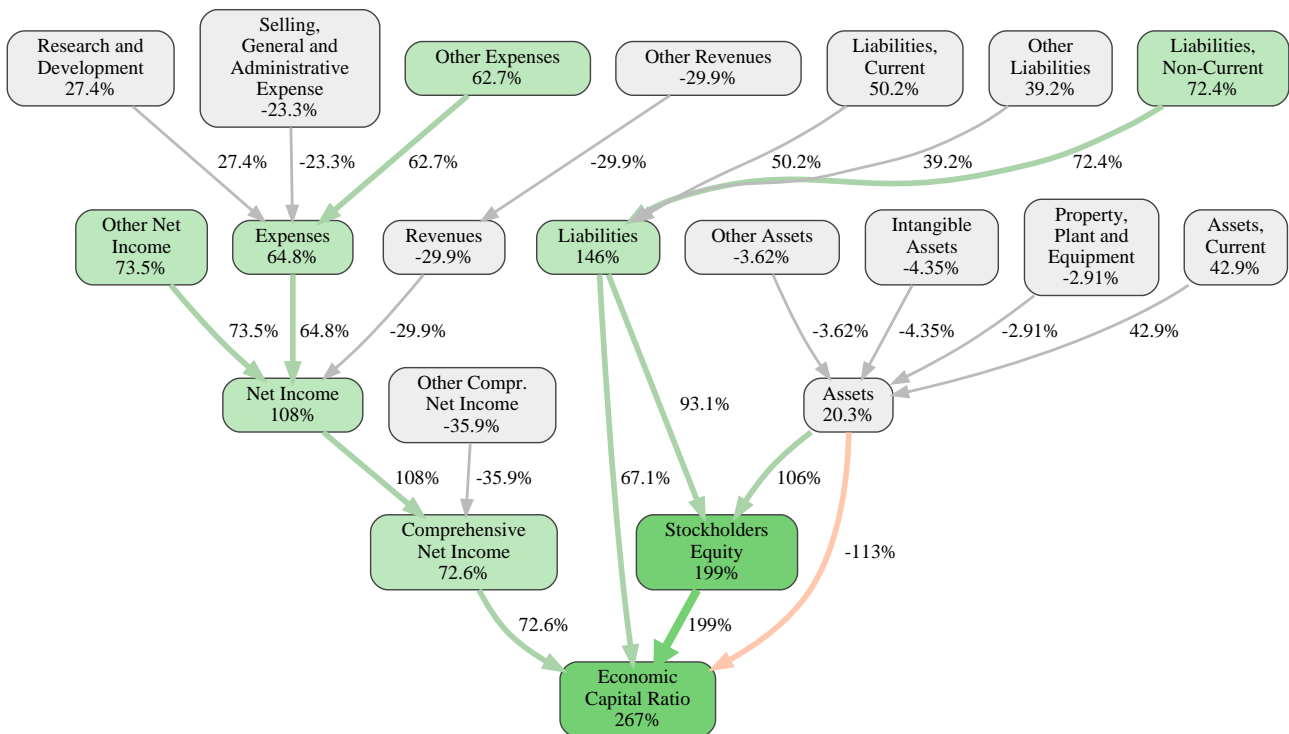 Research and
Development
27.4%
Selling,
General and
Administrative
Expense
-23.3%
Other Expenses
62.7%
Other Revenues
-29.9%
Liabilities,
Current
50.2%
Other
Liabilities
39.2%
Liabilities,
Non-Current
72.4%
27.4%
-23.3%
62.7%
-29.9%
50.2%
39.2%
72.4%
Other Net
Income
73.5%
Expenses
64.8%
Revenues
-29.9%
Liabilities
146%
Other Assets
-3.62%
Intangible
Assets
-4.35%
Property,
Plant and
Equipment
-2.91%
Assets,
Current
42.9%
73.5%
64.8%
-29.9%
-3.62%
-4.35%
-2.91%
42.9%
Net Income
108%
Other Compr.
Net Income
-35.9%
93.1%
Assets
20.3%
108%
-35.9%
67.1%
106%
Comprehensive
Net Income
72.6%
Stockholders
Equity
199%
-113%
72.6%
199%
Economic
Capital Ratio
267%